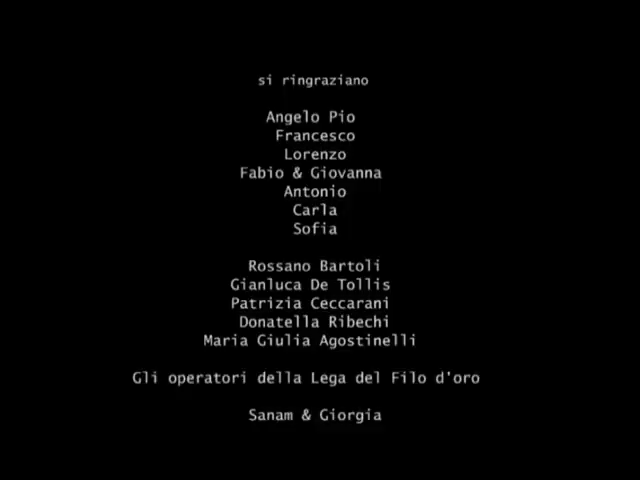 si ringraziano
Angelo Pio
Francesco
Lorenzo
Fabio & Giovanna
Antonio
Carla
Sofia
Rossano Bartoli
Gianluca De Tollis
Patrizia Ceccarani
Donatella Ribechi
Maria Giulia Agostinelli
Gli operatori della Lega del Filo d'oro
Sanam & Giorgia